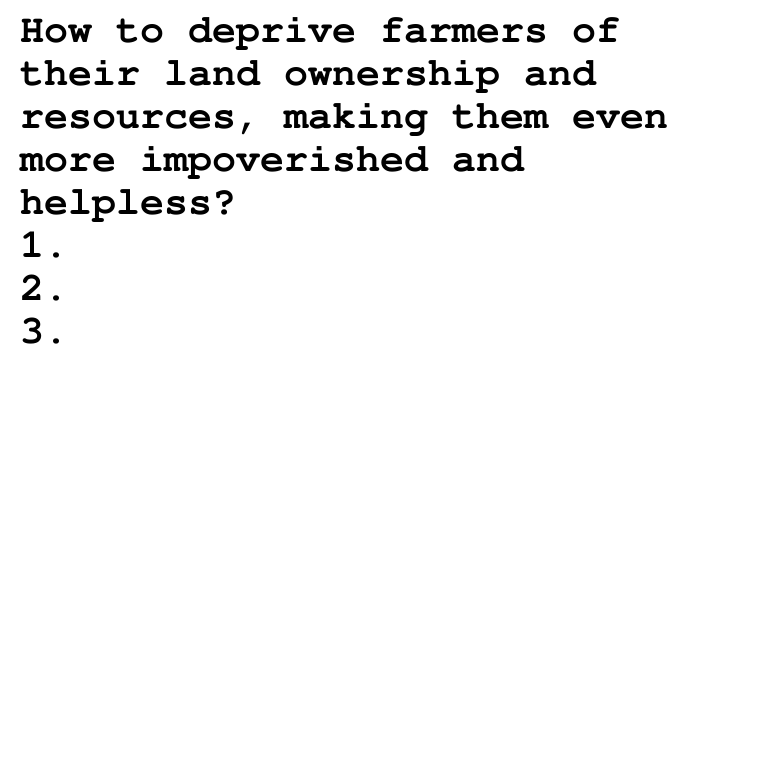 How to deprive farmers of
their land ownership and
resources, making them even
more impoverished and
helpless?
1.
2.
3.